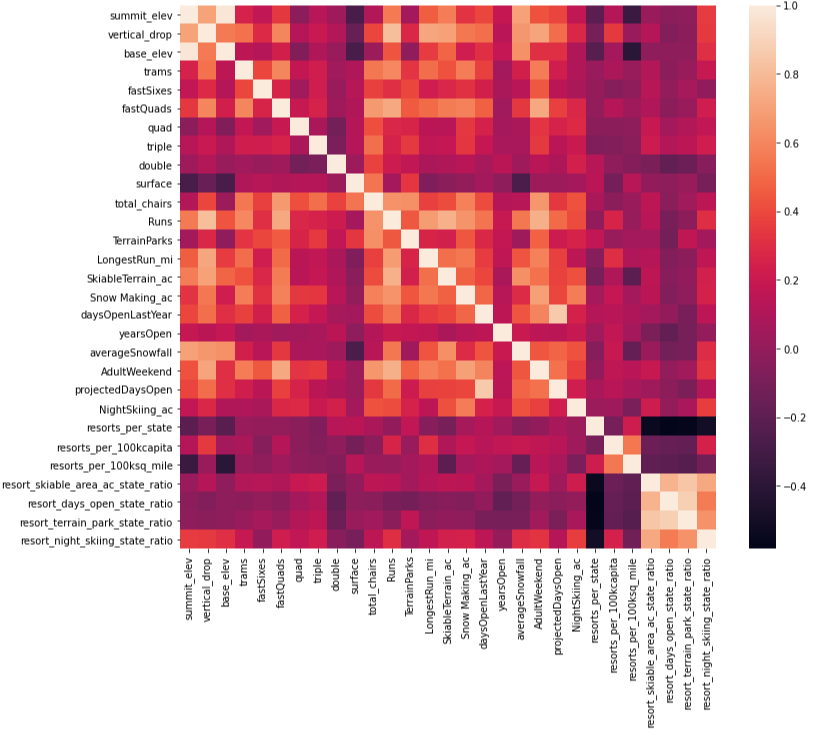 summit_elev
vertical_drop
base_elev
trams
fastSixes
fastQuads
quad
triple
double
surface
total_chairs
Runs
TerrainParks
LongestRun_mi
SkiableTerrain_ac
Snow Making_ac
daysOpenLastYear
yearsOpen
averageSnowfall
AdultWeekend
projectedDaysOpen
NightSkiing_ac
resorts_per_state
resorts_per_100kcapita
resorts_per_100ksq_mile
resort_skiable_area_ac_state_ratio
resort_days_open_state_ratio
resort_terrain_park_state_ratio
resort_night_skiing_state_ratio
summit_elev
vertical_drop
base_elev
trams
fastSixes
fastQuads
quad
triple
double
surface
total_chairs
Runs
TerrainParks
LongestRun_mi
SkiableTerrain_ac
Snow Making_ac
daysOpenLastYear
yearsOpen
averageSnowfall
AdultWeekend
projectedDaysOpen
NightSkiing_ac
resorts_per_state
resorts_per_100kcapita
resorts_per_100ksq_mile
resort_skiable_area_ac_state_ratio
resort_days_open_state_ratio
resort_terrain_park_state_ratio
resort_night_skiing_state_ratio
1.0
0.8
0.6
0.4
0.2
0.0
−0.2
−0.4